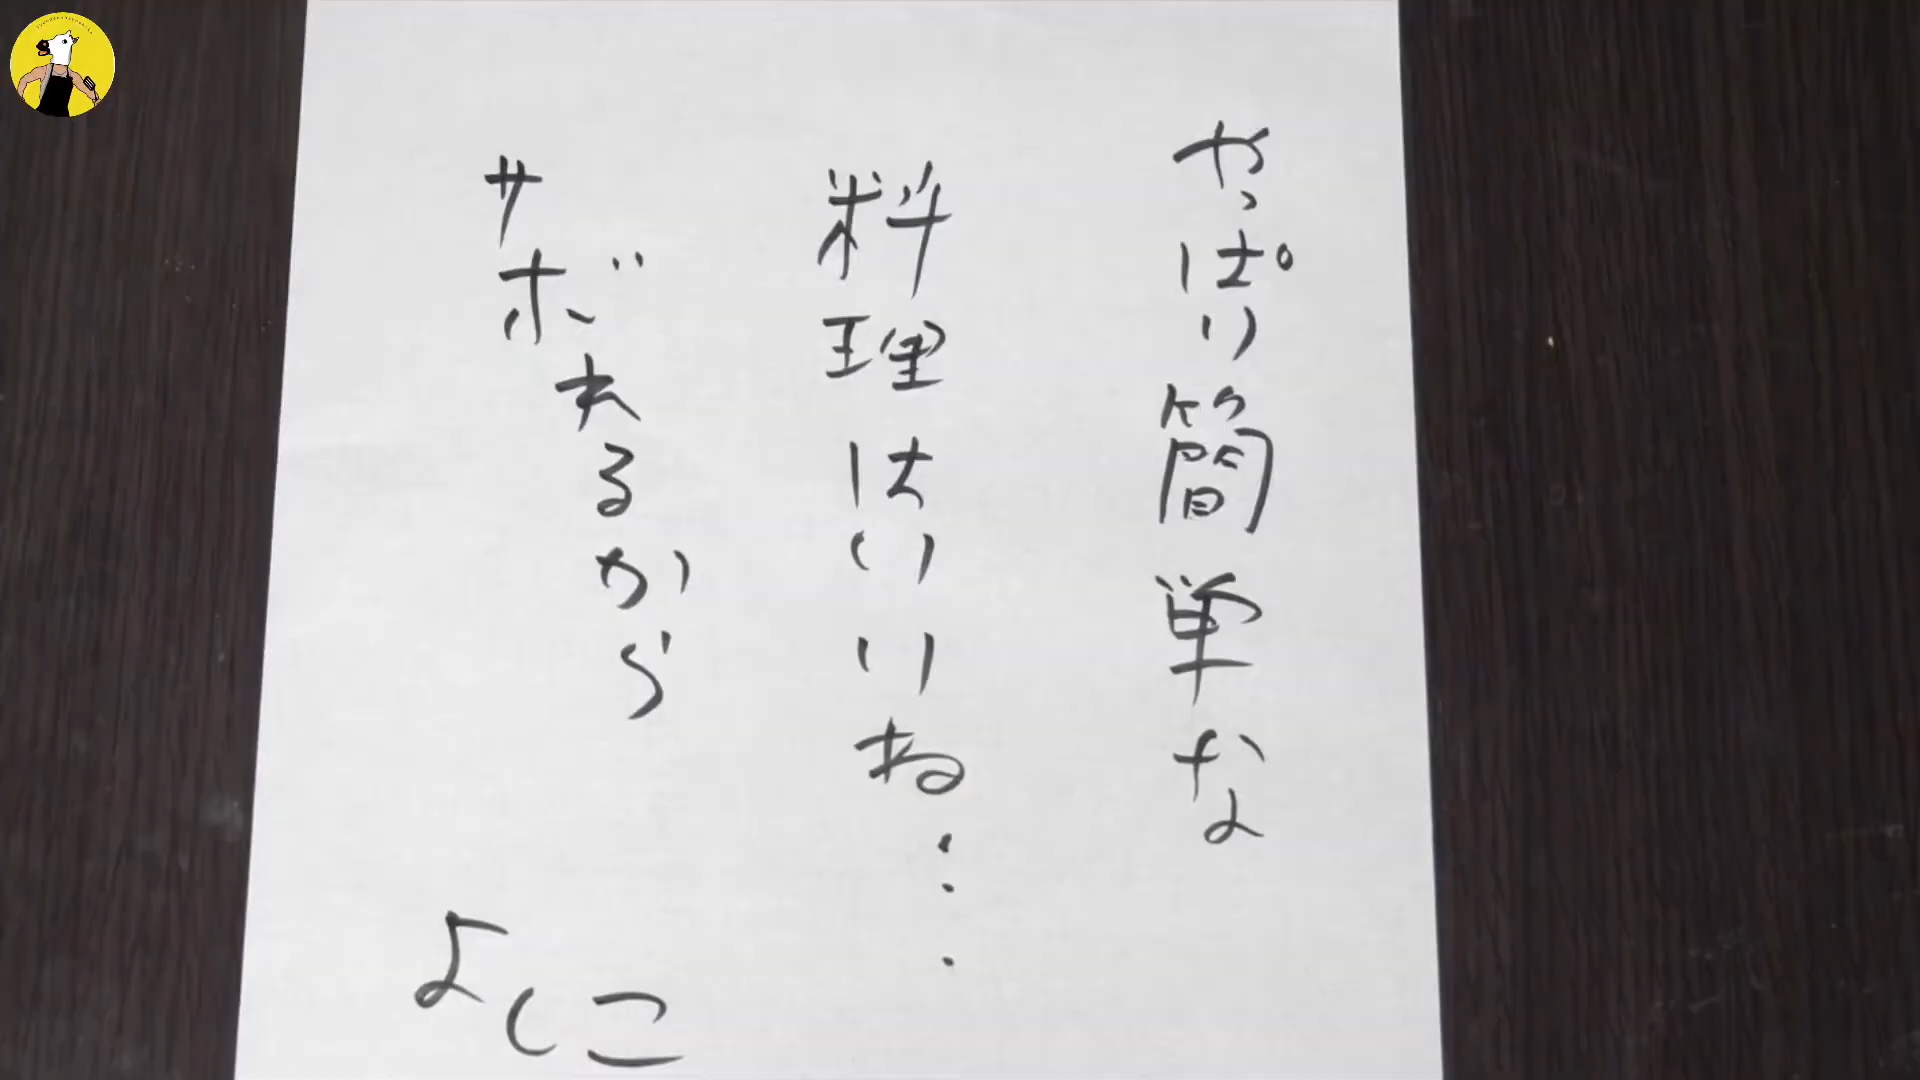 やっぱり簡単な
料理はいいね・・・
サボれるから
よしこ